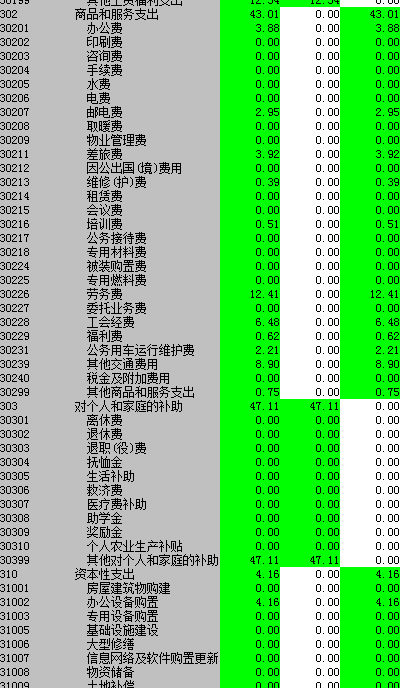 30199 其他工资福利支出 12.54 12.54 0.00
302 商品和服务支出 43.01 0.00 43.01
30201 办公费 3.88 0.00 3.88
30202 印刷费 0.00 0.00 0.00
30203 咨询费 0.00 0.00 0.00
30204 手续费 0.00 0.00 0.00
30205 水费 0.00 0.00 0.00
30206 电费 0.00 0.00 0.00
30207 邮电费 2.95 0.00 2.95
30208 取暖费 0.00 0.00 0.00
30209 物业管理费 0.00 0.00 0.00
30211 差旅费 3.92 0.00 3.92
30212 因公出国(境)费用 0.00 0.00 0.00
30213 维修(护)费 0.39 0.00 0.39
30214 租赁费 0.00 0.00 0.00
30215 会议费 0.00 0.00 0.00
30216 培训费 0.51 0.00 0.51
30217 公务接待费 0.00 0.00 0.00
30218 专用材料费 0.00 0.00 0.00
30224 被装购置费 0.00 0.00 0.00
30225 专用燃料费 0.00 0.00 0.00
30226 劳务费 12.41 0.00 12.41
30227 委托业务费 0.00 0.00 0.00
30228 工会经费 6.48 0.00 6.48
30229 福利费 0.62 0.00 0.62
30231 公务用车运行维护费 2.21 0.00 2.21
30239 其他交通费用 8.90 0.00 8.90
30240 税金及附加费用 0.00 0.00 0.00
30299 其他商品和服务支出 0.75 0.00 0.75
303 对个人和家庭的补助 47.11 47.11 0.00
30301 离休费 0.00 0.00 0.00
30302 退休费 0.00 0.00 0.00
30303 退职(役)费 0.00 0.00 0.00
30304 抚恤金 0.00 0.00 0.00
30305 生活补助 0.00 0.00 0.00
30306 救济费 0.00 0.00 0.00
30307 医疗费补助 0.00 0.00 0.00
30308 助学金 0.00 0.00 0.00
30309 奖励金 0.00 0.00 0.00
30310 个人农业生产补贴 0.00 0.00 0.00
30399 其他对个人和家庭的补助 47.11 47.11 0.00
310 资本性支出 4.16 0.00 4.16
31001 房屋建筑物购建 0.00 0.00 0.00
31002 办公设备购置 4.16 0.00 4.16
31003 专用设备购置 0.00 0.00 0.00
31005 基础设施建设 0.00 0.00 0.00
31006 大型修缮 0.00 0.00 0.00
31007 信息网络及软件购置更新 0.00 0.00 0.00
31008 物资储备 0.00 0.00 0.00
31009 土地补偿 0.00 0.00 0.00